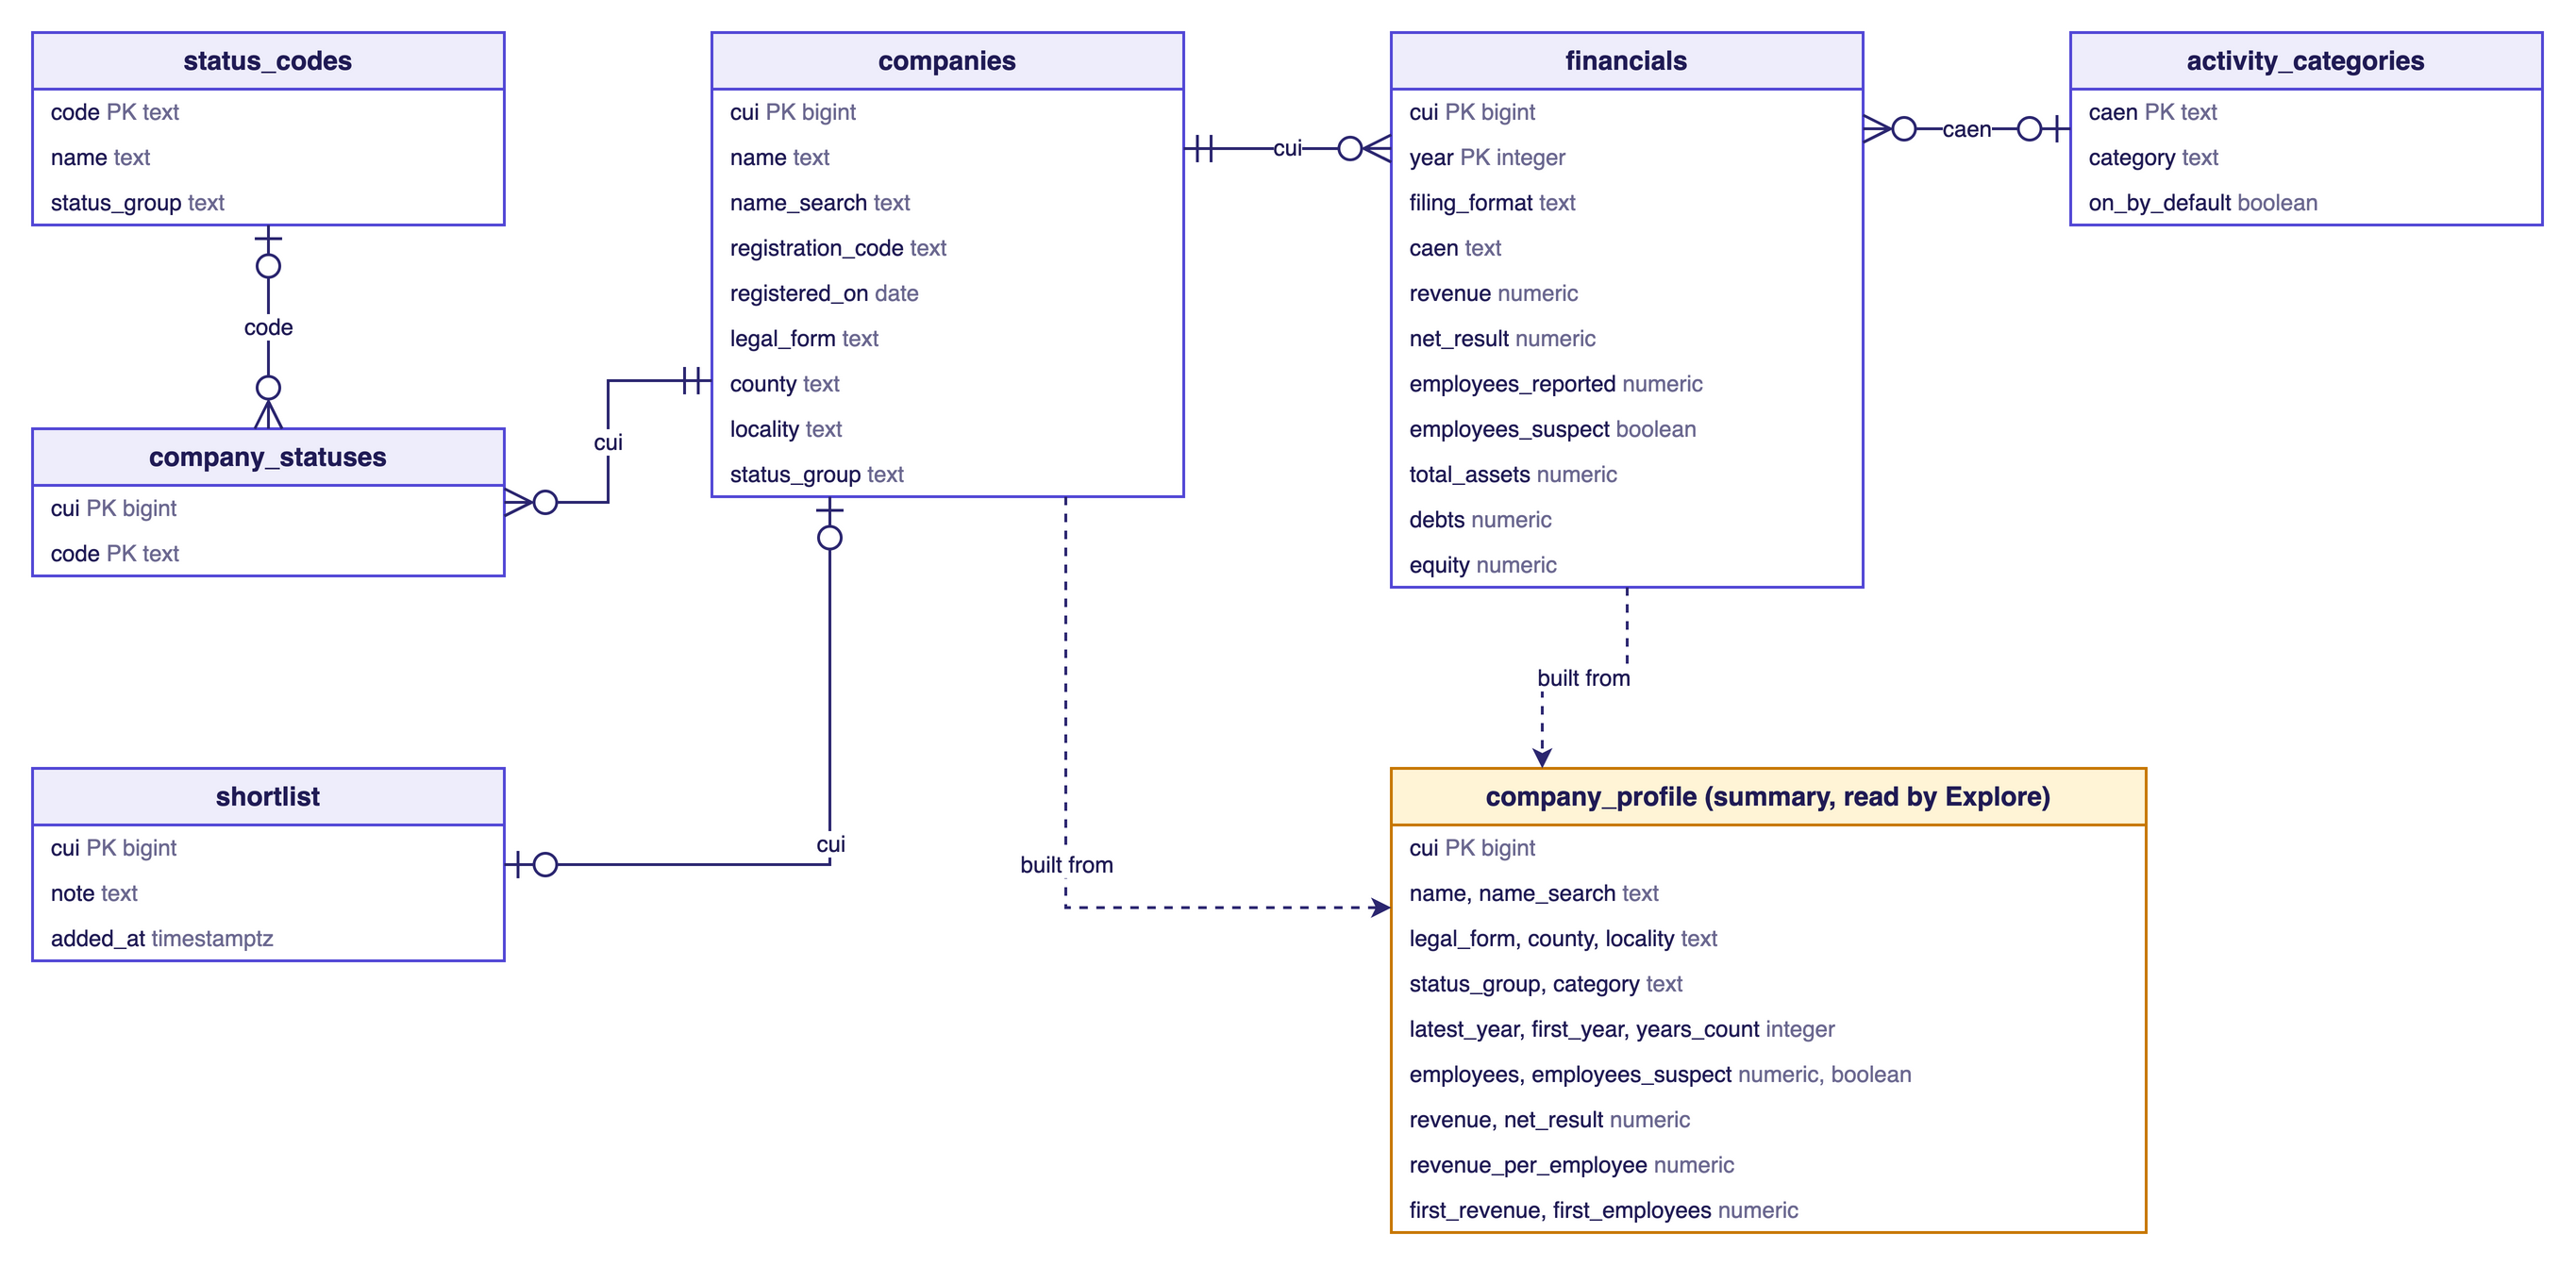 status_codes
code PK text
name text
status_group text
code
company_statuses
cui PK bigint
code PK text
cui
companies
cui PK bigint
name text
name_search text
registration_code text
registered_on date
legal_form text
county text
locality text
status_group text
cui
financials
cui PK bigint
year PK integer
filing_format text
caen text
revenue numeric
net_result numeric
employees_reported numeric
employees_suspect boolean
total_assets numeric
debts numeric
equity numeric
caen
activity_categories
caen PK text
category text
on_by_default boolean
shortlist
cui PK bigint
note text
added_at timestamptz
cui
built from
built from
company_profile (summary, read by Explore)
cui PK bigint
name, name_search text
legal_form, county, locality text
status_group, category text
latest_year, first_year, years_count integer
employees, employees_suspect numeric, boolean
revenue, net_result numeric
revenue_per_employee numeric
first_revenue, first_employees numeric